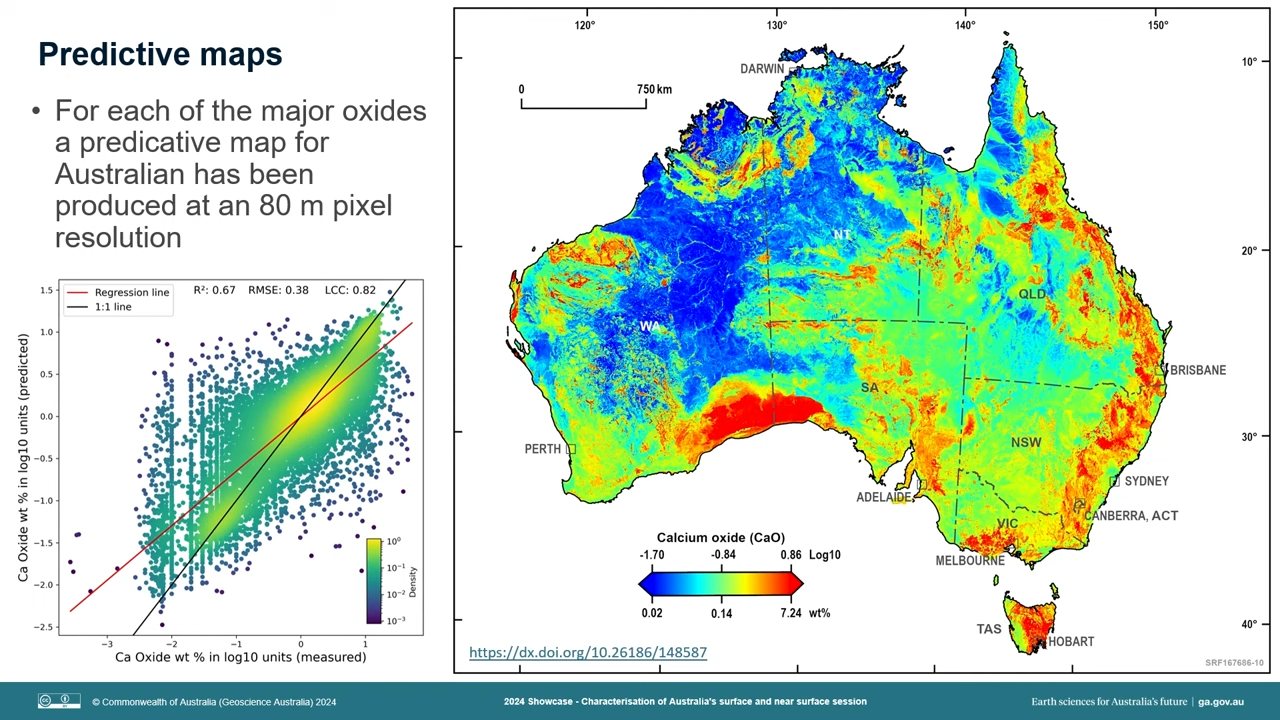 Predictive maps
• For each of the major oxides
a predicative map for
Australian has been
produced at an 80 m pixel
resolution
Regression line
1:1 line
R²: 0.67 RMSE: 0.38 LCC: 0.82
Ca Oxide wt % in log10 units (predicted)
1.5
1.0
0.5
0.0
−0.5
−1.0
−1.5
−2.0
−2.5
−3 −2 −1 0 1
Ca Oxide wt % in log10 units (measured)
10⁰
10⁻¹
10⁻²
10⁻³
Density
120° 130° 140° 150°
10°
20°
30°
40°
0 750 km
DARWIN
NT
WA
QLD
SA
BRISBANE
NSW
PERTH
SYDNEY
ADELAIDE
CANBERRA, ACT
VIC
MELBOURNE
TAS
HOBART
Calcium oxide (CaO)
-1.70 -0.84 0.86 Log10
0.02 0.14 7.24 wt%
https://dx.doi.org/10.26186/148587
SRF167686-10
cc
BY
© Commonwealth of Australia (Geoscience Australia) 2024
2024 Showcase - Characterisation of Australia's surface and near surface session
Earth sciences for Australia's future | ga.gov.au